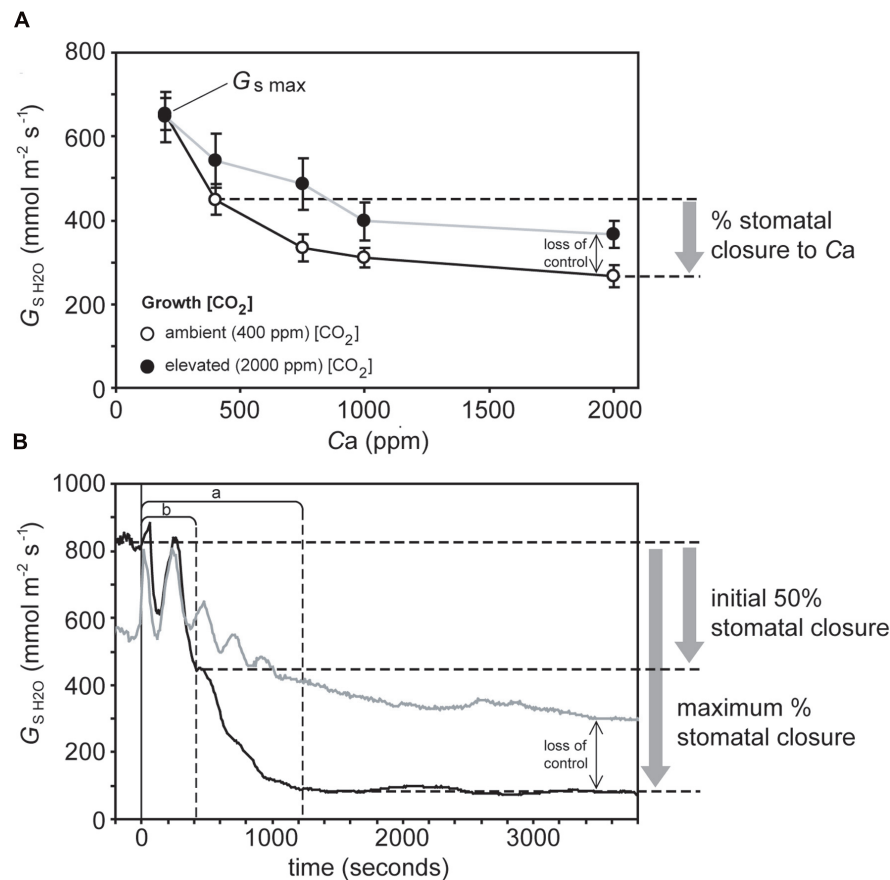 A
800
600
400
200
0
G S H2O (mmol m-2 s-1)
G s max
loss of
control
% stomatal
closure to Ca
Growth [CO2]
ambient (400 ppm) [CO2]
elevated (2000 ppm) [CO2]
0 500 1000 1500 2000
Ca (ppm)
B
1000
800
600
400
200
0
G S H2O (mmol m-2 s-1)
a
b
initial 50%
stomatal closure
maximum %
stomatal closure
loss of
control
0 1000 2000 3000
time (seconds)